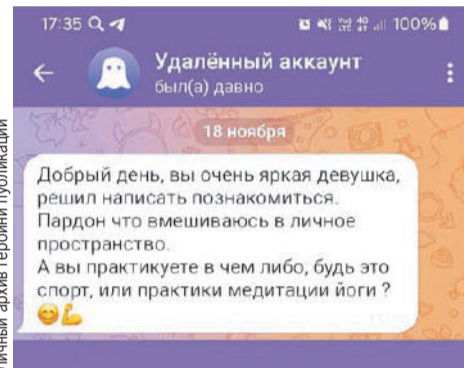 17:35
100%
Удалённый аккаунт
был(а) давно
18 ноября
Добрый день, вы очень яркая девушка,
решил написать познакомиться.
Пардон что вмешиваюсь в личное
пространство.
А вы практикуете в чем либо, будь это
спорт, или практики медитации йоги ?
😊💪
Личный архив героини публикации